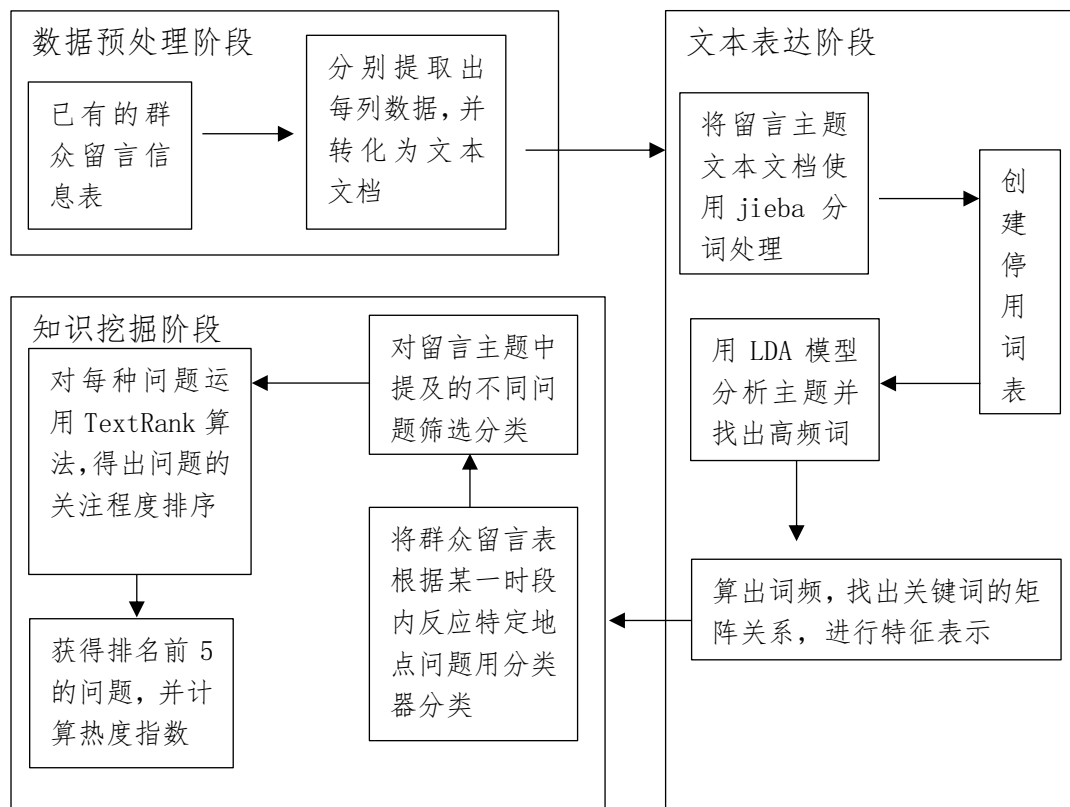 数据预处理阶段
已有的群
众留言信
息表
分别提取出
每列数据,并
转化为文本
文档
文本表达阶段
将留言主题
文本文档使
用 jieba 分
词处理
创
建
停
用
词
表
用 LDA 模型
分析主题并
找出高频词
算出词频,找出关键词的矩
阵关系，进行特征表示
知识挖掘阶段
将群众留言表
根据某一时段
内反应特定地
点问题用分类
器分类
对留言主题中
提及的不同问
题筛选分类
对每种问题运
用 TextRank 算
法,得出问题的
关注程度排序
获得排名前 5
的问题，并计
算热度指数